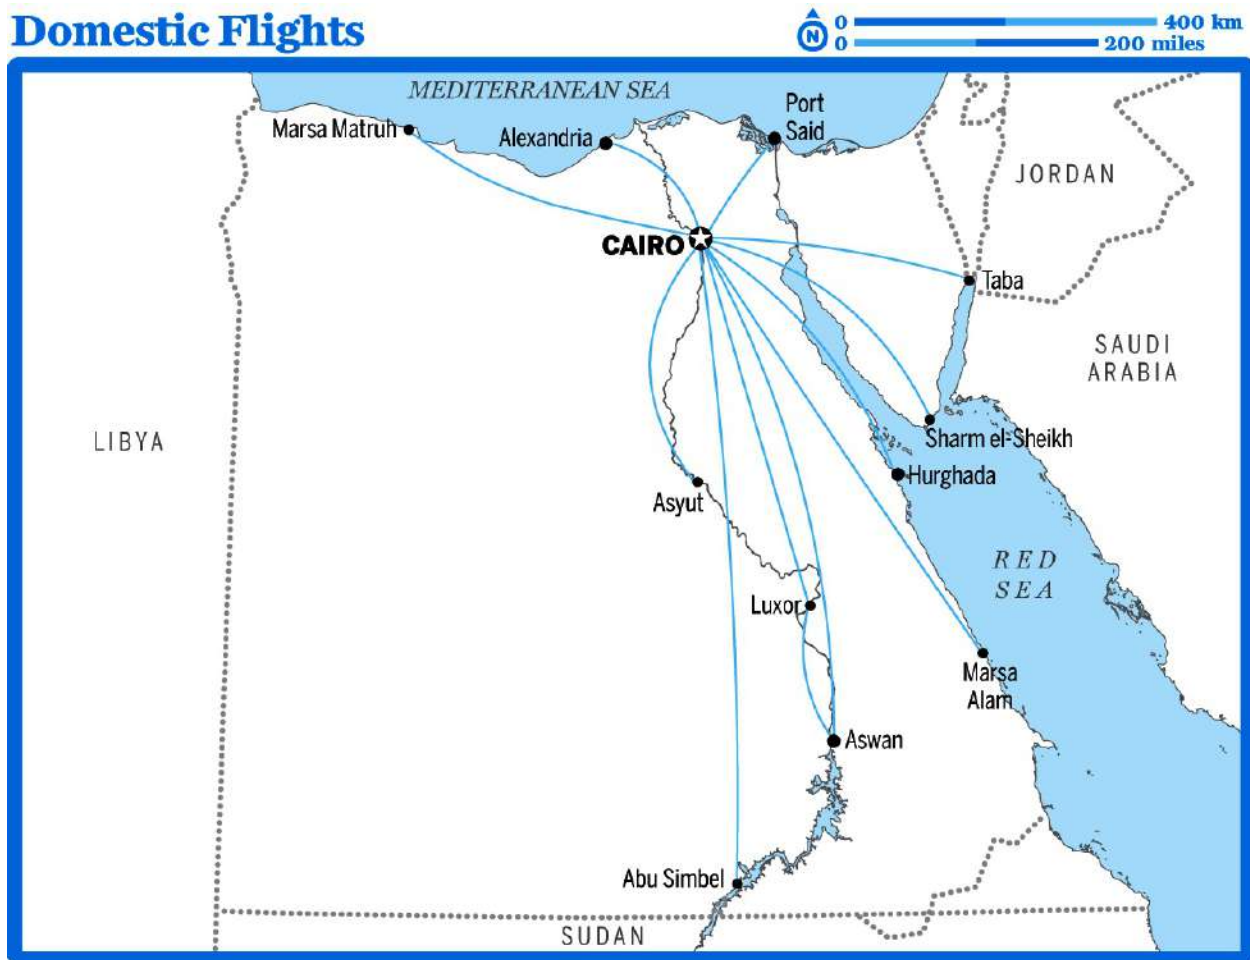 Domestic Flights
N
0 400 km
0 200 miles
MEDITERRANEAN SEA
Port
Said
Marsa Matruh
Alexandria
JORDAN
CAIRO
Taba
SAUDI
ARABIA
LIBYA
Sharm el-Sheikh
Hurghada
Asyut
RED
SEA
Luxor
Marsa
Alam
Aswan
Abu Simbel
SUDAN